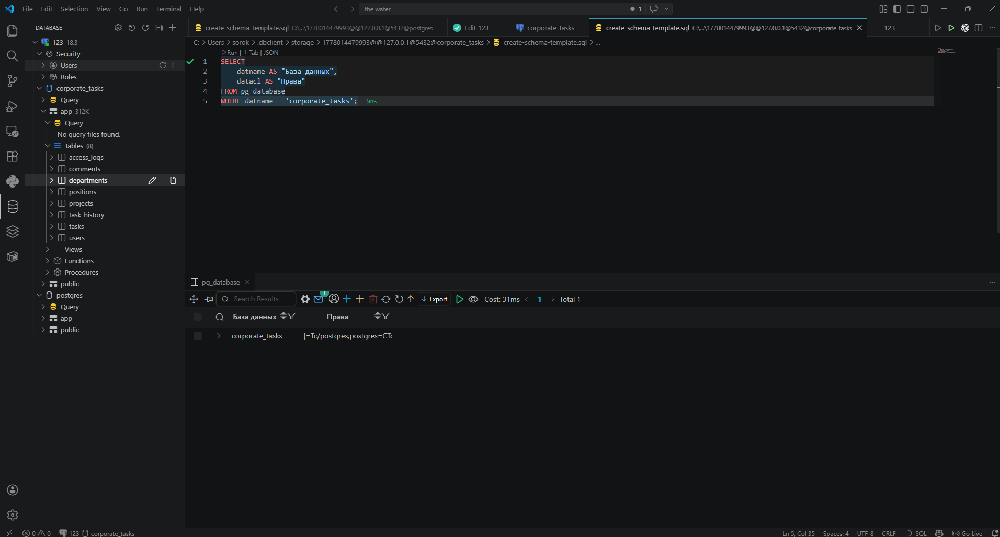 File Edit Selection View Go Run Terminal Help
the water
1
DATABASE
123 18.3
Security
Users
Roles
corporate_tasks
Query
app 312K
Query
No query files found.
Tables (8)
access_logs
comments
departments
positions
projects
task_history
tasks
users
Views
Functions
Procedures
public
postgres
Query
app
public
create-schema-template.sql C:\...\1778014479993@@127.0.0.1@5432@postgres
Edit 123
corporate_tasks
create-schema-template.sql C:\...\1778014479993@@127.0.0.1@5432@corporate_tasks
123
C: > Users > sorok > .dbclient > storage > 1778014479993@@127.0.0.1@5432@corporate_tasks > create-schema-template.sql > ...
Run | +Tab | JSON
1 SELECT
2 datname AS "База данных",
3 datacl AS "Права"
4 FROM pg_database
5 WHERE datname = 'corporate_tasks'; 3ms
pg_database
Search Results
1
Export
Cost: 31ms < 1 > Total 1
База данных Права
corporate_tasks {=Tc/postgres,postgres=CTc
0 0 123 corporate_tasks
Ln 5, Col 35 Spaces: 4 UTF-8 CRLF SQL Go Live